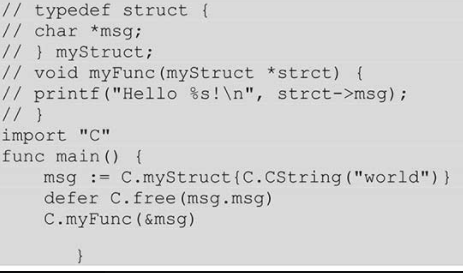 // typedef struct {
// char *msg;
// } myStruct;
// void myFunc(myStruct *strct) {
// printf("Hello %s!\n", strct->msg);
// }
import "C"
func main() {
    msg := C.myStruct{C.CString("world")}
    defer C.free(msg.msg)
    C.myFunc(&msg)
        }